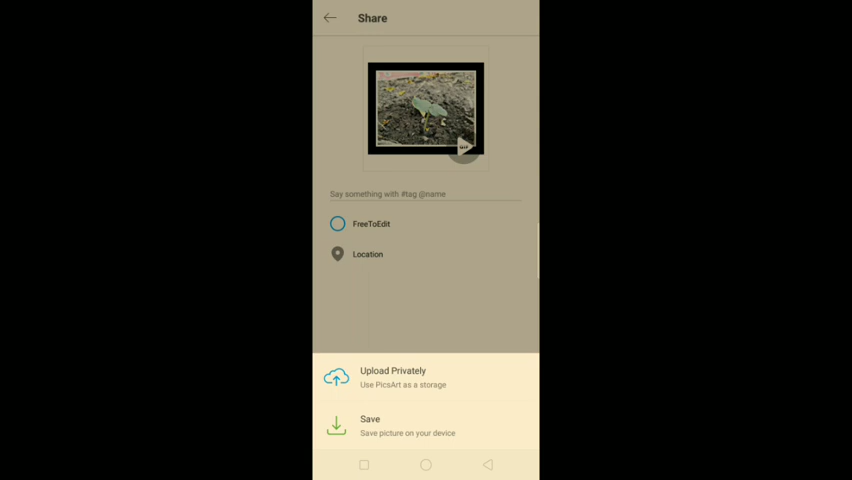 Share
Say something with #tag @name
FreeToEdit
Location
Upload Privately
Use PicsArt as a storage
Save
Save picture on your device